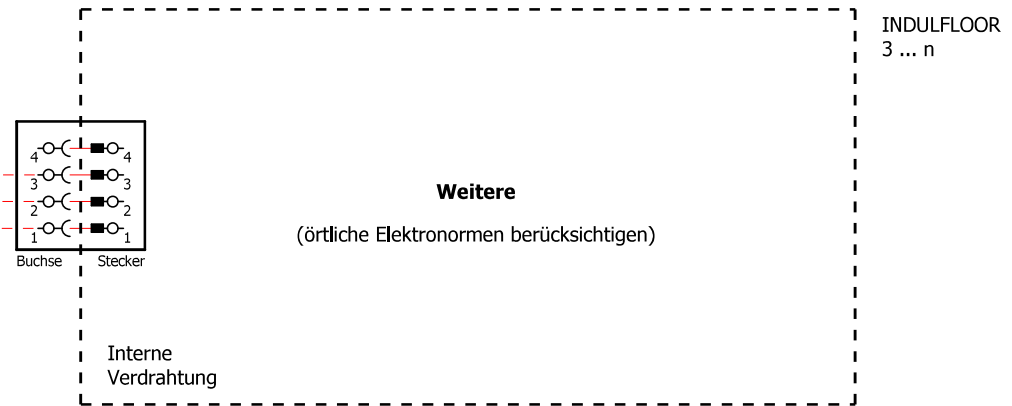 INDULFLOOR
3 ... n
4 4
3 3
2 2
1 1
Buchse Stecker
Weitere
(örtliche Elektronormen berücksichtigen)
Interne
Verdrahtung